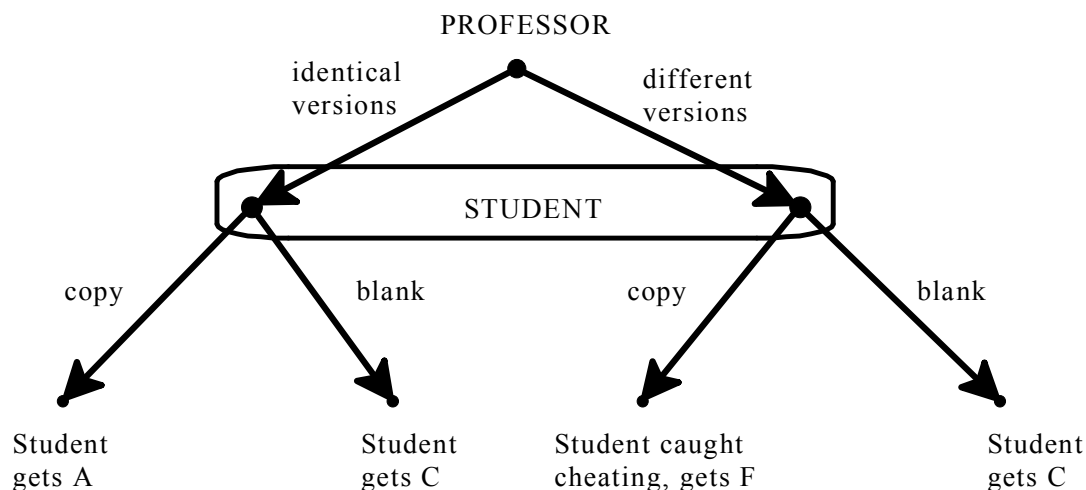 PROFESSOR
identical
versions
different
versions
STUDENT
copy
blank
copy
blank
Student
gets A
Student
gets C
Student caught
cheating, gets F
Student
gets C